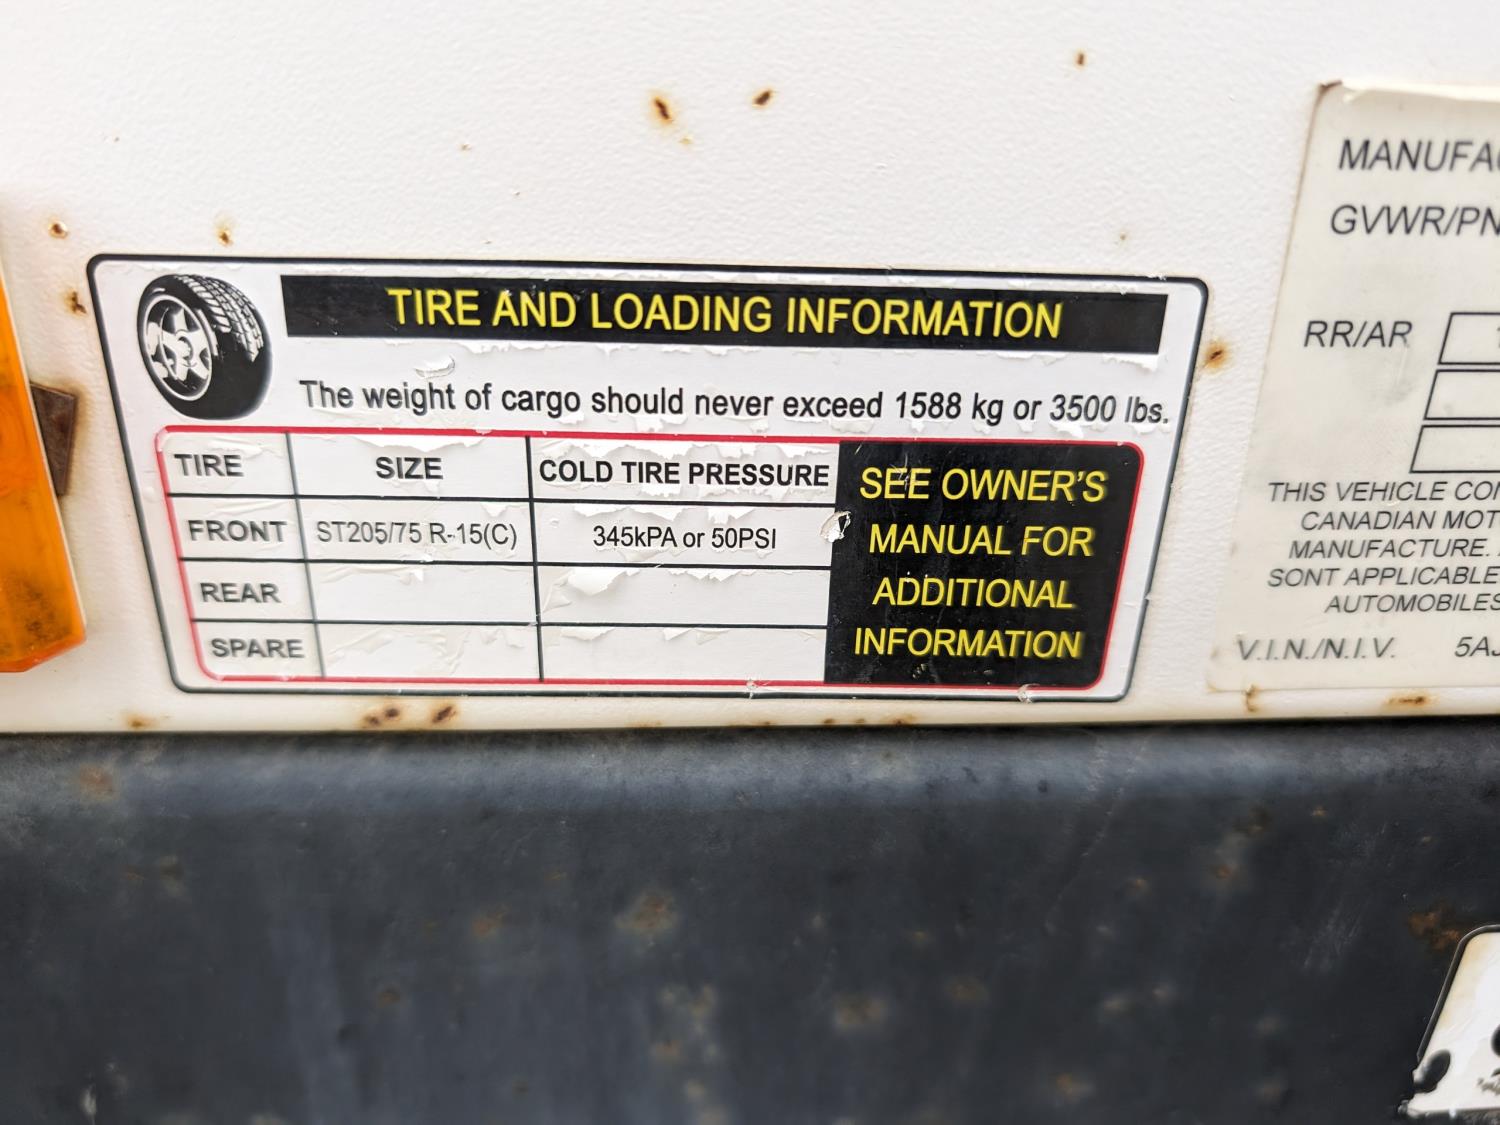 TIRE AND LOADING INFORMATION
The weight of cargo should never exceed 1588 kg or 3500 lbs.
TIRE SIZE COLD TIRE PRESSURE
FRONT ST205/75 R-15(C) 345kPA or 50PSI
REAR
SPARE
SEE OWNER'S
MANUAL FOR
ADDITIONAL
INFORMATION
MANUFA
GVWR/PN
RR/AR
THIS VEHICLE CON
CANADIAN MOT
MANUFACTURE.
SONT APPLICABLE
AUTOMOBILES
V.I.N./N.I.V. 5AJ